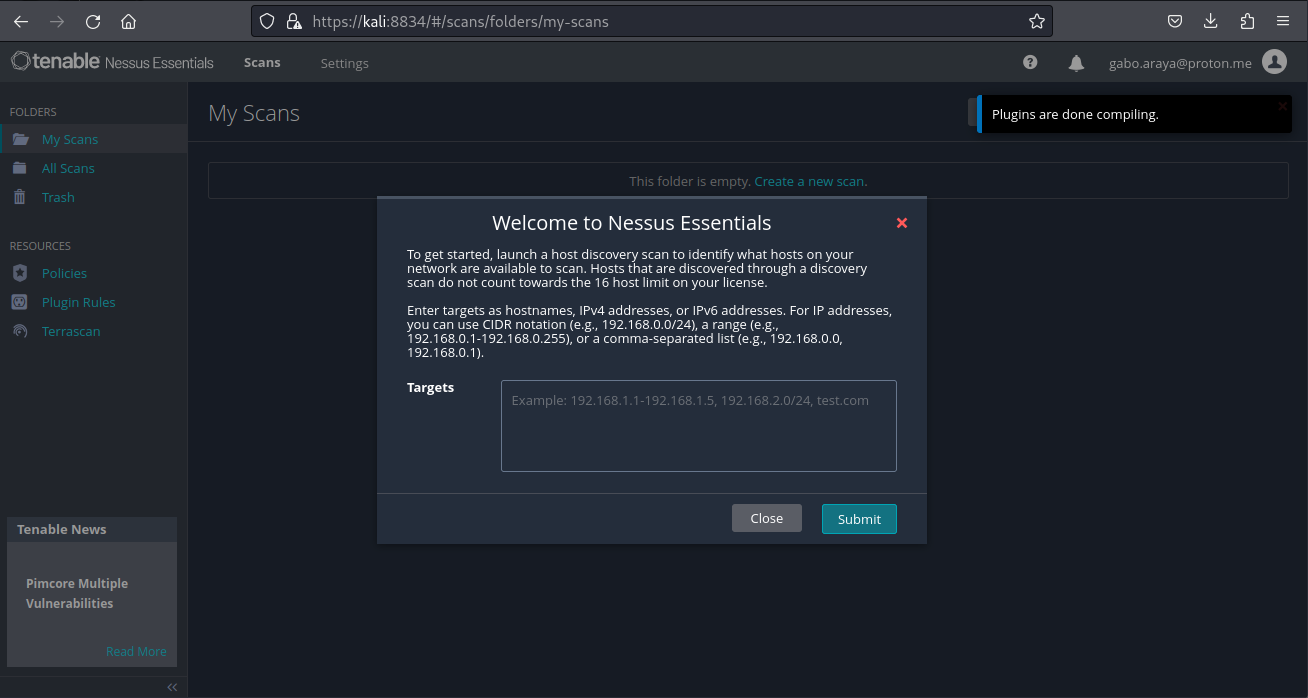 https://kali:8834/#/scans/folders/my-scans
tenable Nessus Essentials Scans Settings gabo.araya@proton.me
FOLDERS
My Scans
All Scans
Trash
RESOURCES
Policies
Plugin Rules
Terrascan
Tenable News
Pimcore Multiple
Vulnerabilities
Read More
My Scans
Plugins are done compiling.
This folder is empty. Create a new scan.
Welcome to Nessus Essentials
To get started, launch a host discovery scan to identify what hosts on your
network are available to scan. Hosts that are discovered through a discovery
scan do not count towards the 16 host limit on your license.
Enter targets as hostnames, IPv4 addresses, or IPv6 addresses. For IP addresses,
you can use CIDR notation (e.g., 192.168.0.0/24), a range (e.g.,
192.168.0.1-192.168.0.255), or a comma-separated list (e.g., 192.168.0.0,
192.168.0.1).
Targets
Example: 192.168.1.1-192.168.1.5, 192.168.2.0/24, test.com
Close Submit